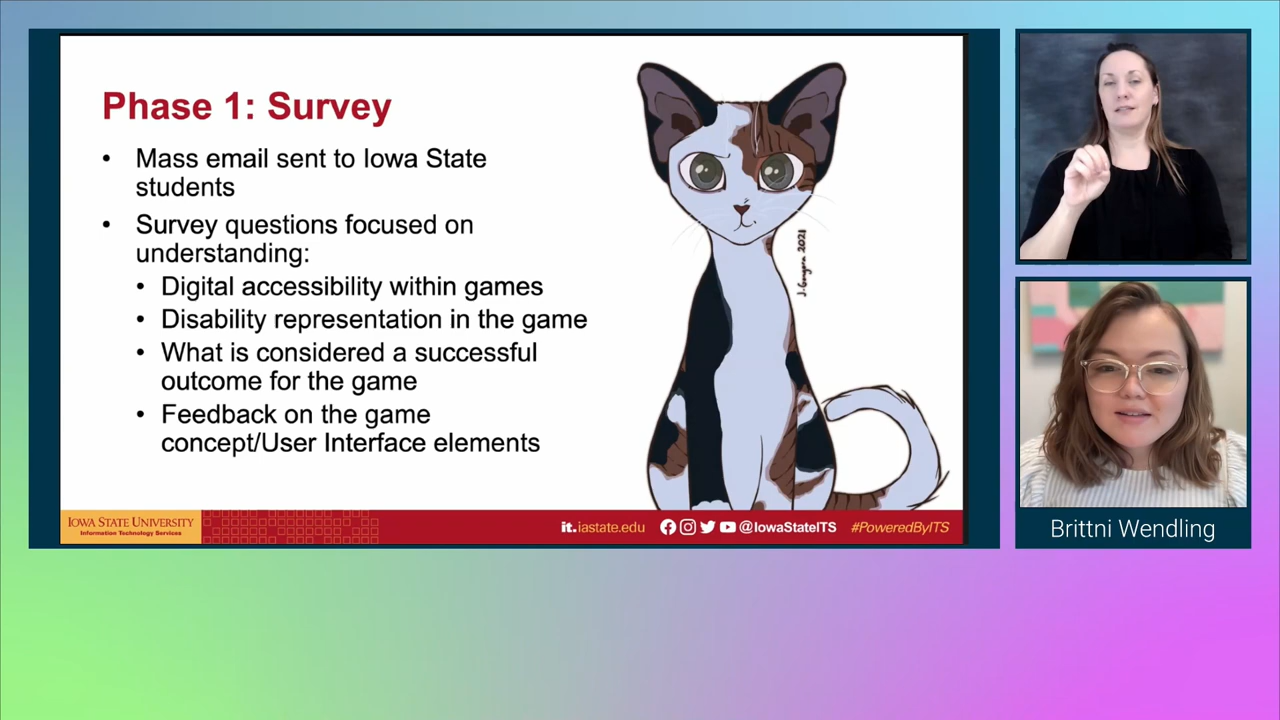 Phase 1: Survey
• Mass email sent to Iowa State
students
• Survey questions focused on
understanding:
• Digital accessibility within games
• Disability representation in the game
• What is considered a successful
outcome for the game
• Feedback on the game
concept/User Interface elements
J. Gougera 2021
IOWA STATE UNIVERSITY
Information Technology Services
it.iastate.edu
@IowaStateITS
#PoweredByITS
Brittni Wendling